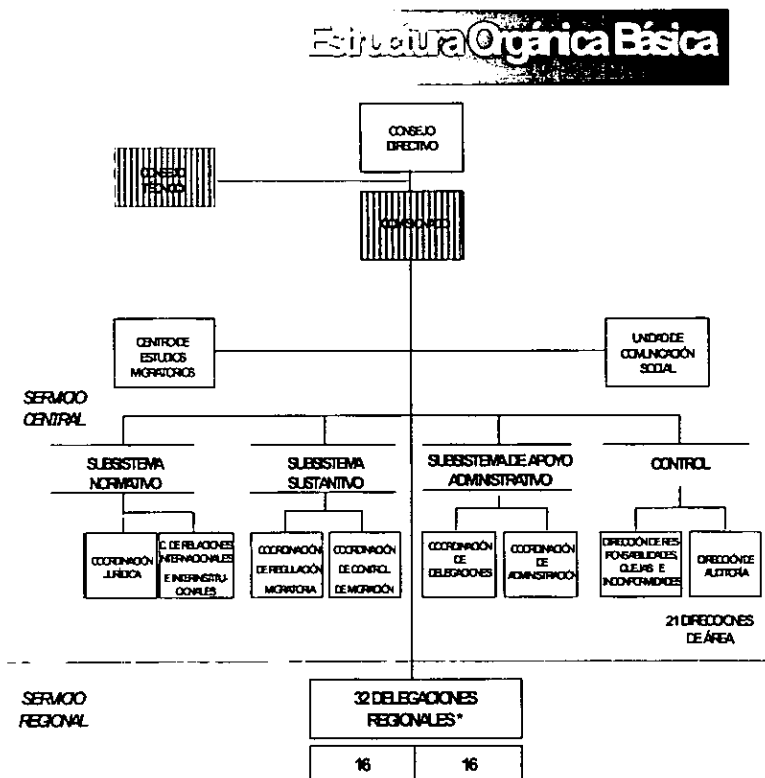 Estructura Orgánica Básica
CONSEJO
DIRECTIVO
CONSEJO
TÉCNICO
COMISIONADO
CENTRO DE
ESTUDIOS
MIGRATORIOS
UNIDAD DE
COMUNICACIÓN
SOCIAL
SERVICIO
CENTRAL
SUBSISTEMA
NORMATIVO
SUBSISTEMA
SUSTANTIVO
SUBSISTEMA DE APOYO
ADMINISTRATIVO
CONTROL
COORDINACIÓN
JURÍDICA
C. DE RELACIONES
INTERNACIONALES
E INTERINSTITU-
CIONALES
COORDINACIÓN
DE REGULACIÓN
MIGRATORIA
COORDINACIÓN
DE CONTROL
DE MIGRACIÓN
COORDINACIÓN
DE
DELEGACIONES
COORDINACIÓN
DE
ADMINISTRACIÓN
DIRECCIÓN DE RES-
PONSABILIDADES,
QUEJAS E
INCONFORMIDADES
DIRECCIÓN DE
AUDITORÍA
21 DIRECCIONES
DE ÁREA
SERVICIO
REGIONAL
32 DELEGACIONES
REGIONALES *
16 16